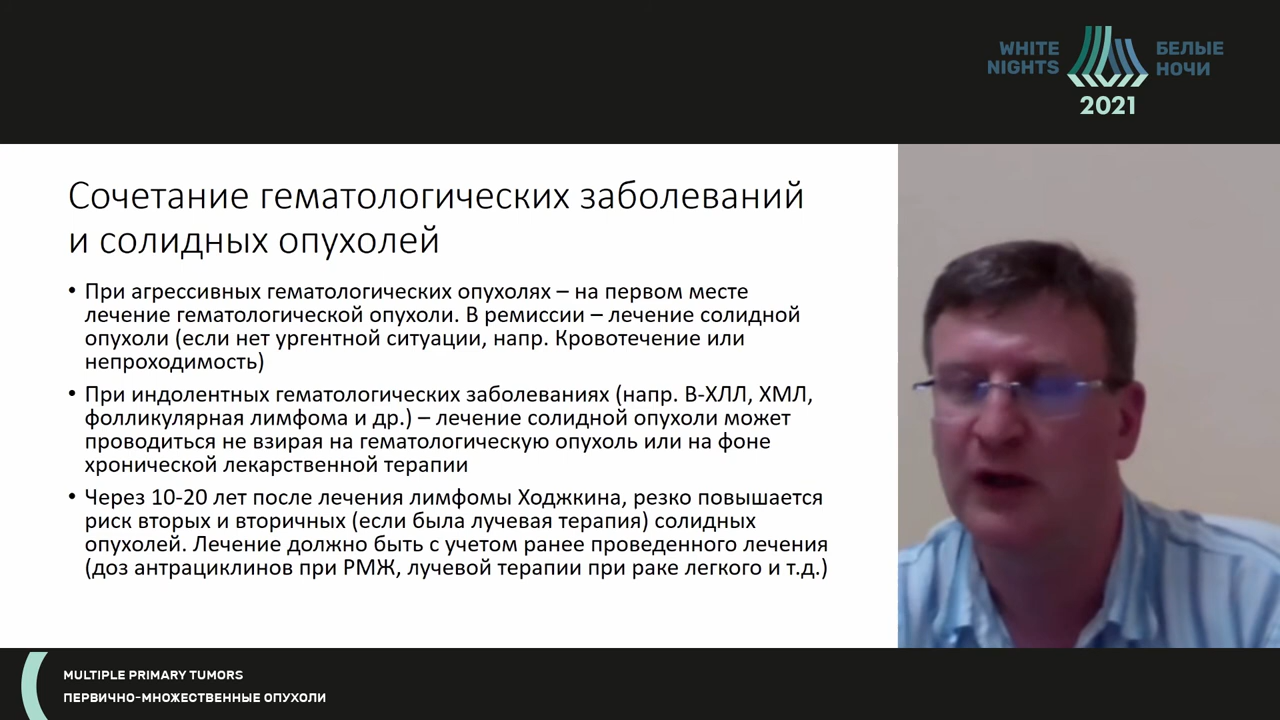 WHITE NIGHTS
БЕЛЫЕ НОЧИ
2021
Сочетание гематологических заболеваний
и солидных опухолей
• При агрессивных гематологических опухолях – на первом месте
лечение гематологической опухоли. В ремиссии – лечение солидной
опухоли (если нет ургентной ситуации, напр. Кровотечение или
непроходимость)
• При индолентных гематологических заболеваниях (напр. В-ХЛЛ, ХМЛ,
фолликулярная лимфома и др.) – лечение солидной опухоли может
проводиться не взирая на гематологическую опухоль или на фоне
хронической лекарственной терапии
• Через 10-20 лет после лечения лимфомы Ходжкина, резко повышается
риск вторых и вторичных (если была лучевая терапия) солидных
опухолей. Лечение должно быть с учетом ранее проведенного лечения
(доз антрациклинов при РМЖ, лучевой терапии при раке легкого и т.д.)
MULTIPLE PRIMARY TUMORS
ПЕРВИЧНО-МНОЖЕСТВЕННЫЕ ОПУХОЛИ